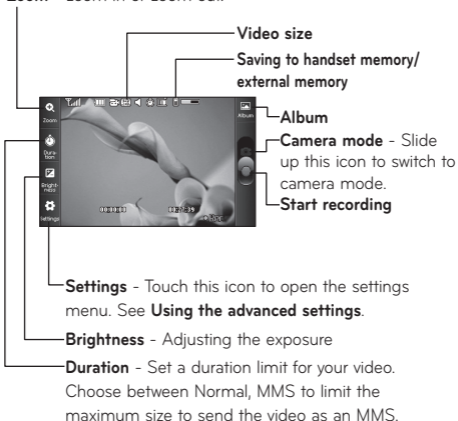 Zoom - Zoom in or zoom out.
Video size
Saving to handset memory/
external memory
Zoom
Album
Album
Camera mode - Slide
up this icon to switch to
camera mode.
Dura-
tion
Start recording
Bright-
ness
Settings
Settings - Touch this icon to open the settings
menu. See Using the advanced settings.
Brightness - Adjusting the exposure
Duration - Set a duration limit for your video.
Choose between Normal, MMS to limit the
maximum size to send the video as an MMS.